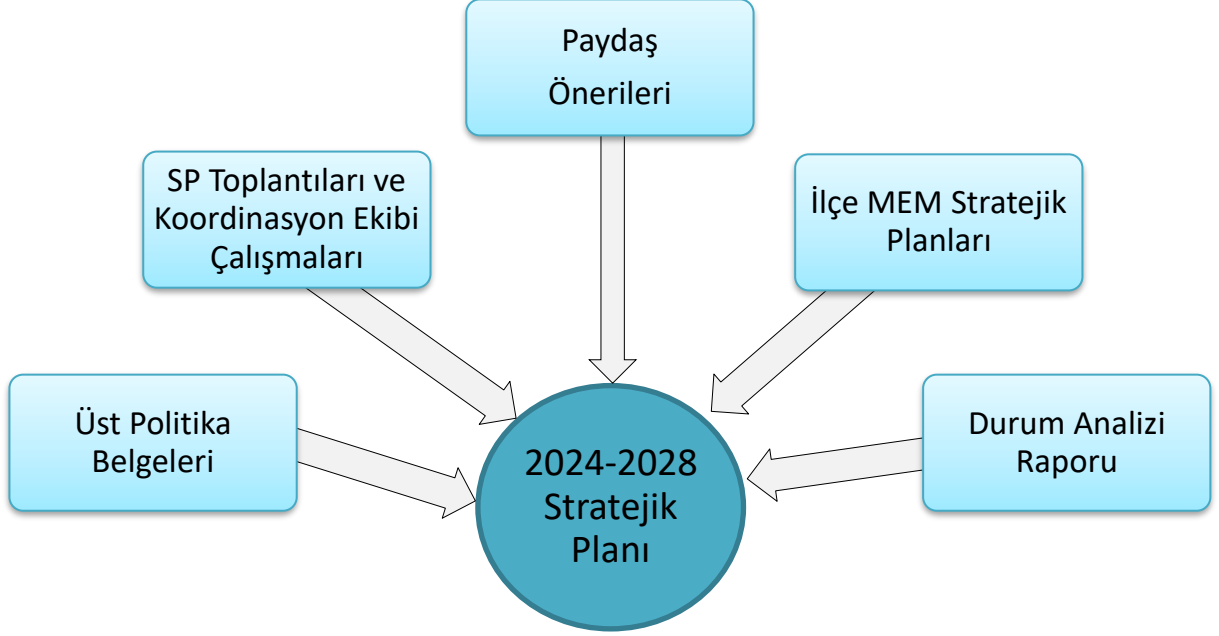 Paydaş
Önerileri
SP Toplantıları ve
Koordinasyon Ekibi
Çalışmaları
İlçe MEM Stratejik
Planları
Üst Politika
Belgeleri
Durum Analizi
Raporu
2024-2028
Stratejik
Planı